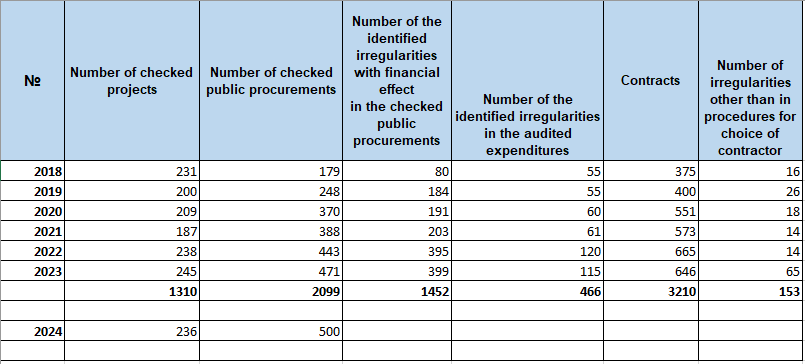 №
Number of checked
projects
Number of checked
public procurements
Number of the
identified
irregularities
with financial
effect
in the checked
public
procurements
Number of the
identified irregularities
in the audited
expenditures
Contracts
Number of
irregularities
other than in
procedures for
choice of
contractor
2018 231 179 80 55 375 16
2019 200 248 184 55 400 26
2020 209 370 191 60 551 18
2021 187 388 203 61 573 14
2022 238 443 395 120 665 14
2023 245 471 399 115 646 65
1310 2099 1452 466 3210 153
2024 236 500